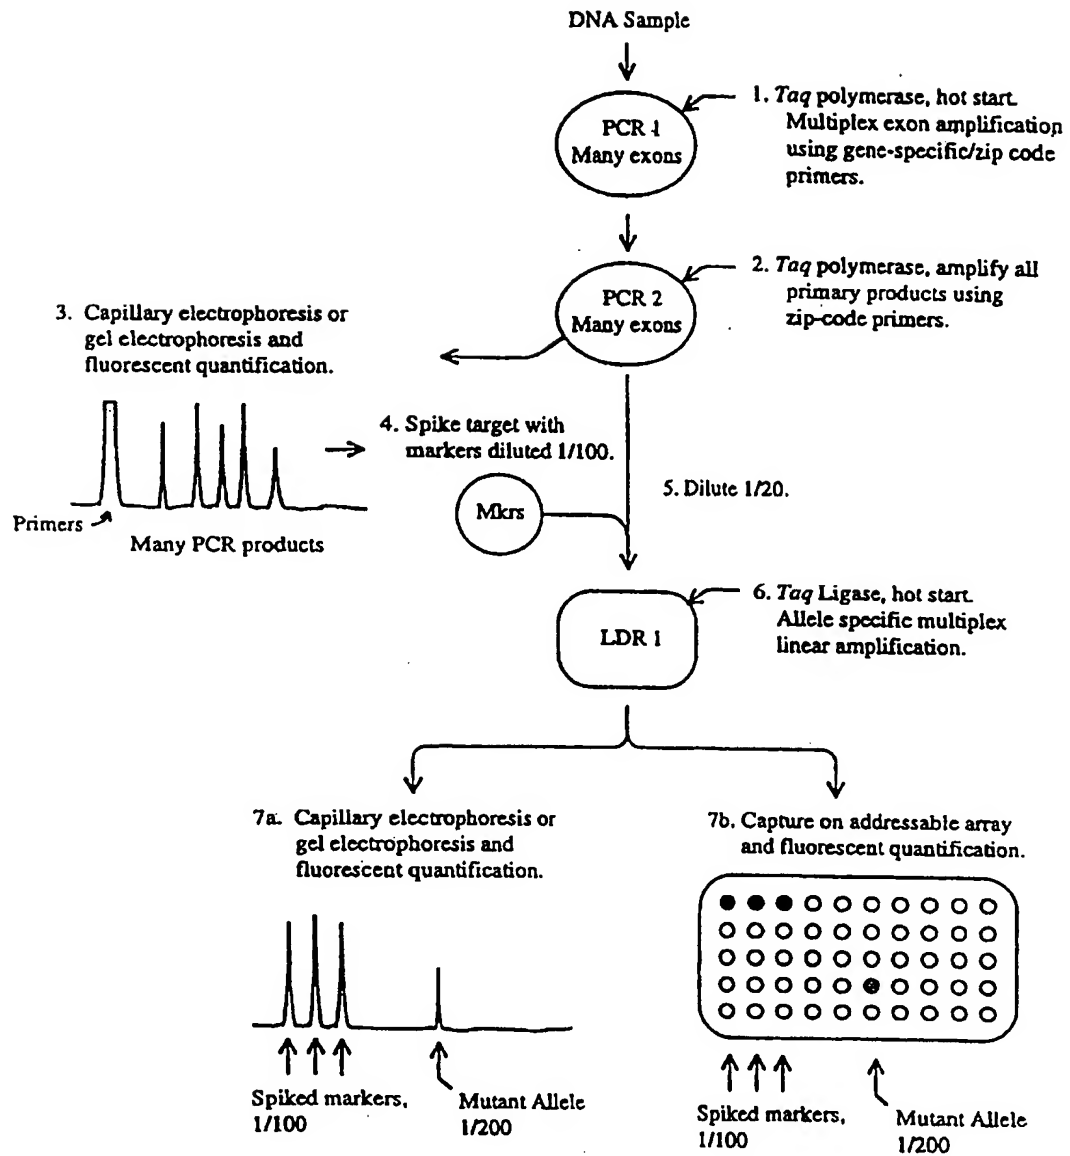 DNA Sample
PCR 1
Many exons
1. Taq polymerase, hot start.
Multiplex exon amplification
using gene-specific/zip code
primers.
PCR 2
Many exons
2. Taq polymerase, amplify all
primary products using
zip-code primers.
3. Capillary electrophoresis or
gel electrophoresis and
fluorescent quantification.
Primers
Many PCR products
4. Spike target with
markers diluted 1/100.
Mkrs
5. Dilute 1/20.
LDR 1
6. Taq Ligase, hot start.
Allele specific multiplex
linear amplification.
7a. Capillary electrophoresis or
gel electrophoresis and
fluorescent quantification.
Spiked markers,
1/100
Mutant Allele
1/200
7b. Capture on addressable array
and fluorescent quantification.
Spiked markers,
1/100
Mutant Allele
1/200